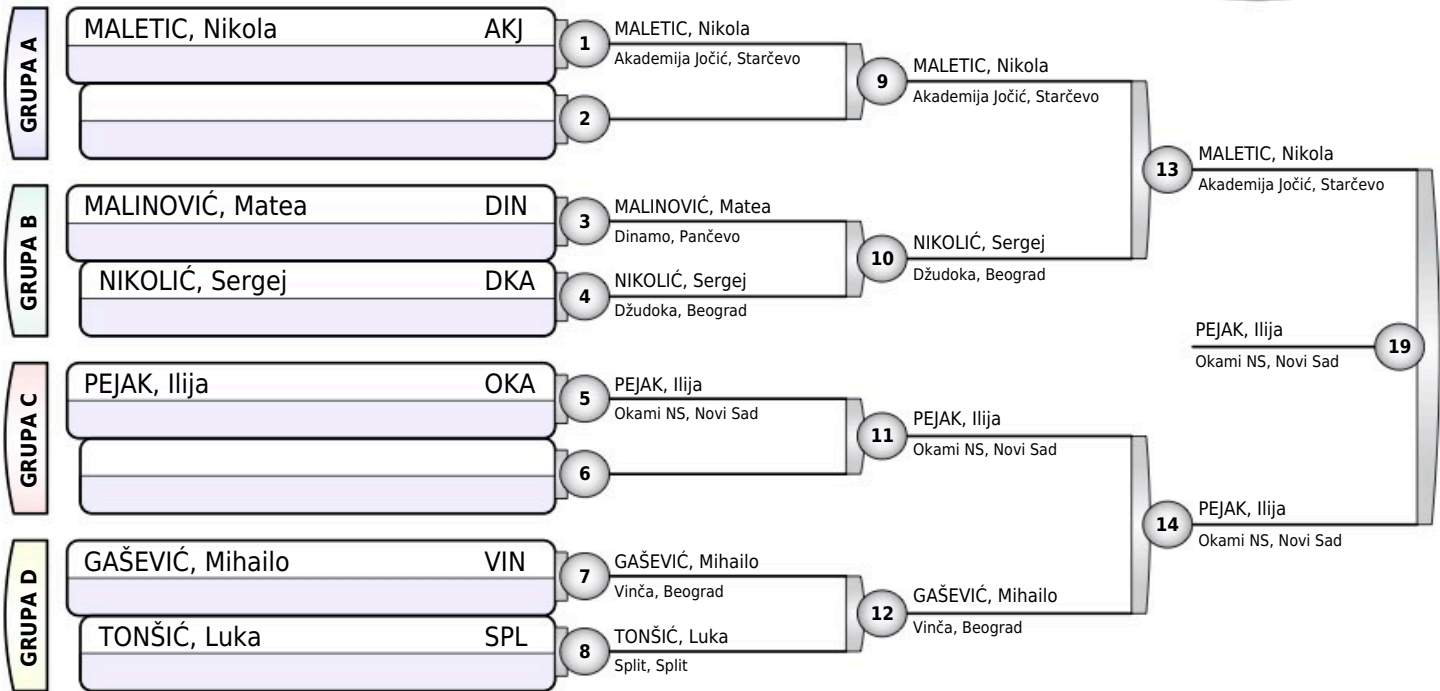 GRUPA A
MALETIC, Nikola AKJ
1
MALETIC, Nikola
Akademija Jočić, Starčevo
2
9
MALETIC, Nikola
Akademija Jočić, Starčevo
GRUPA B
MALINOVIĆ, Matea DIN
3
MALINOVIĆ, Matea
Dinamo, Pančevo
NIKOLIĆ, Sergej DKA
4
NIKOLIĆ, Sergej
Džudoka, Beograd
10
NIKOLIĆ, Sergej
Džudoka, Beograd
13
MALETIC, Nikola
Akademija Jočić, Starčevo
GRUPA C
PEJAK, Ilija OKA
5
PEJAK, Ilija
Okami NS, Novi Sad
6
11
PEJAK, Ilija
Okami NS, Novi Sad
GRUPA D
GAŠEVIĆ, Mihailo VIN
7
GAŠEVIĆ, Mihailo
Vinča, Beograd
TONŠIĆ, Luka SPL
8
TONŠIĆ, Luka
Split, Split
12
GAŠEVIĆ, Mihailo
Vinča, Beograd
14
PEJAK, Ilija
Okami NS, Novi Sad
PEJAK, Ilija
Okami NS, Novi Sad
19